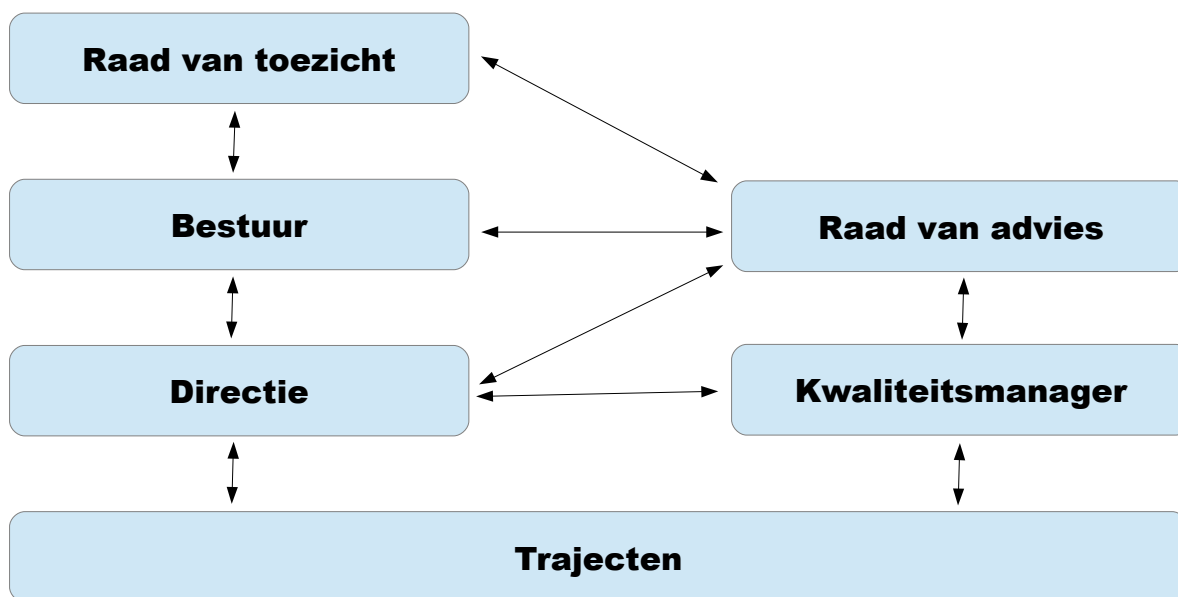 Raad van toezicht
Bestuur
Raad van advies
Directie
Kwaliteitsmanager
Trajecten